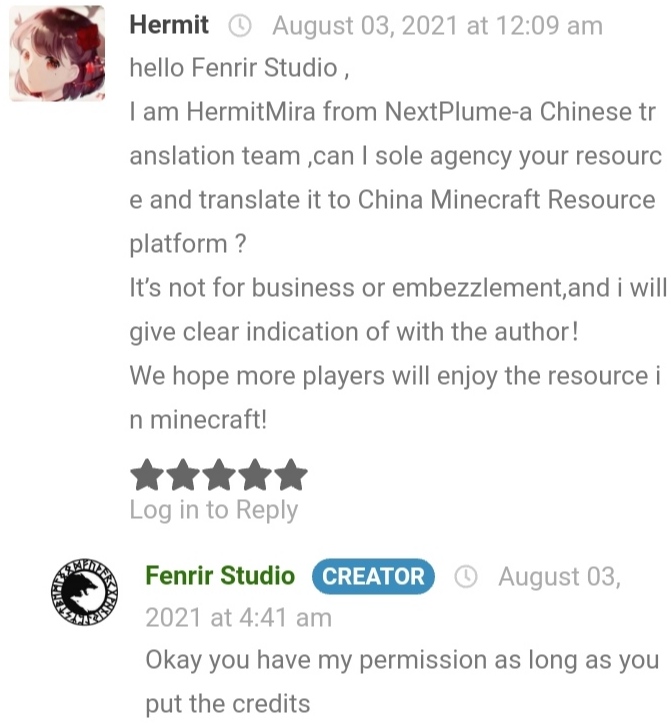 Hermit August 03, 2021 at 12:09 am
hello Fenrir Studio ,
I am HermitMira from NextPlume-a Chinese tr
anslation team ,can I sole agency your resourc
e and translate it to China Minecraft Resource
platform ?
It’s not for business or embezzlement,and i will
give clear indication of with the author!
We hope more players will enjoy the resource i
n minecraft!
Log in to Reply
Fenrir Studio CREATOR August 03,
2021 at 4:41 am
Okay you have my permission as long as you
put the credits